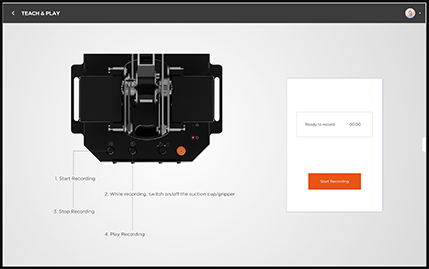 TEACH & PLAY
Ready to record 00:00
Start Recording
1. Start Recording
2. While recording, switch on/off the suction cup/gripper
3. Stop Recording
4. Play Recording